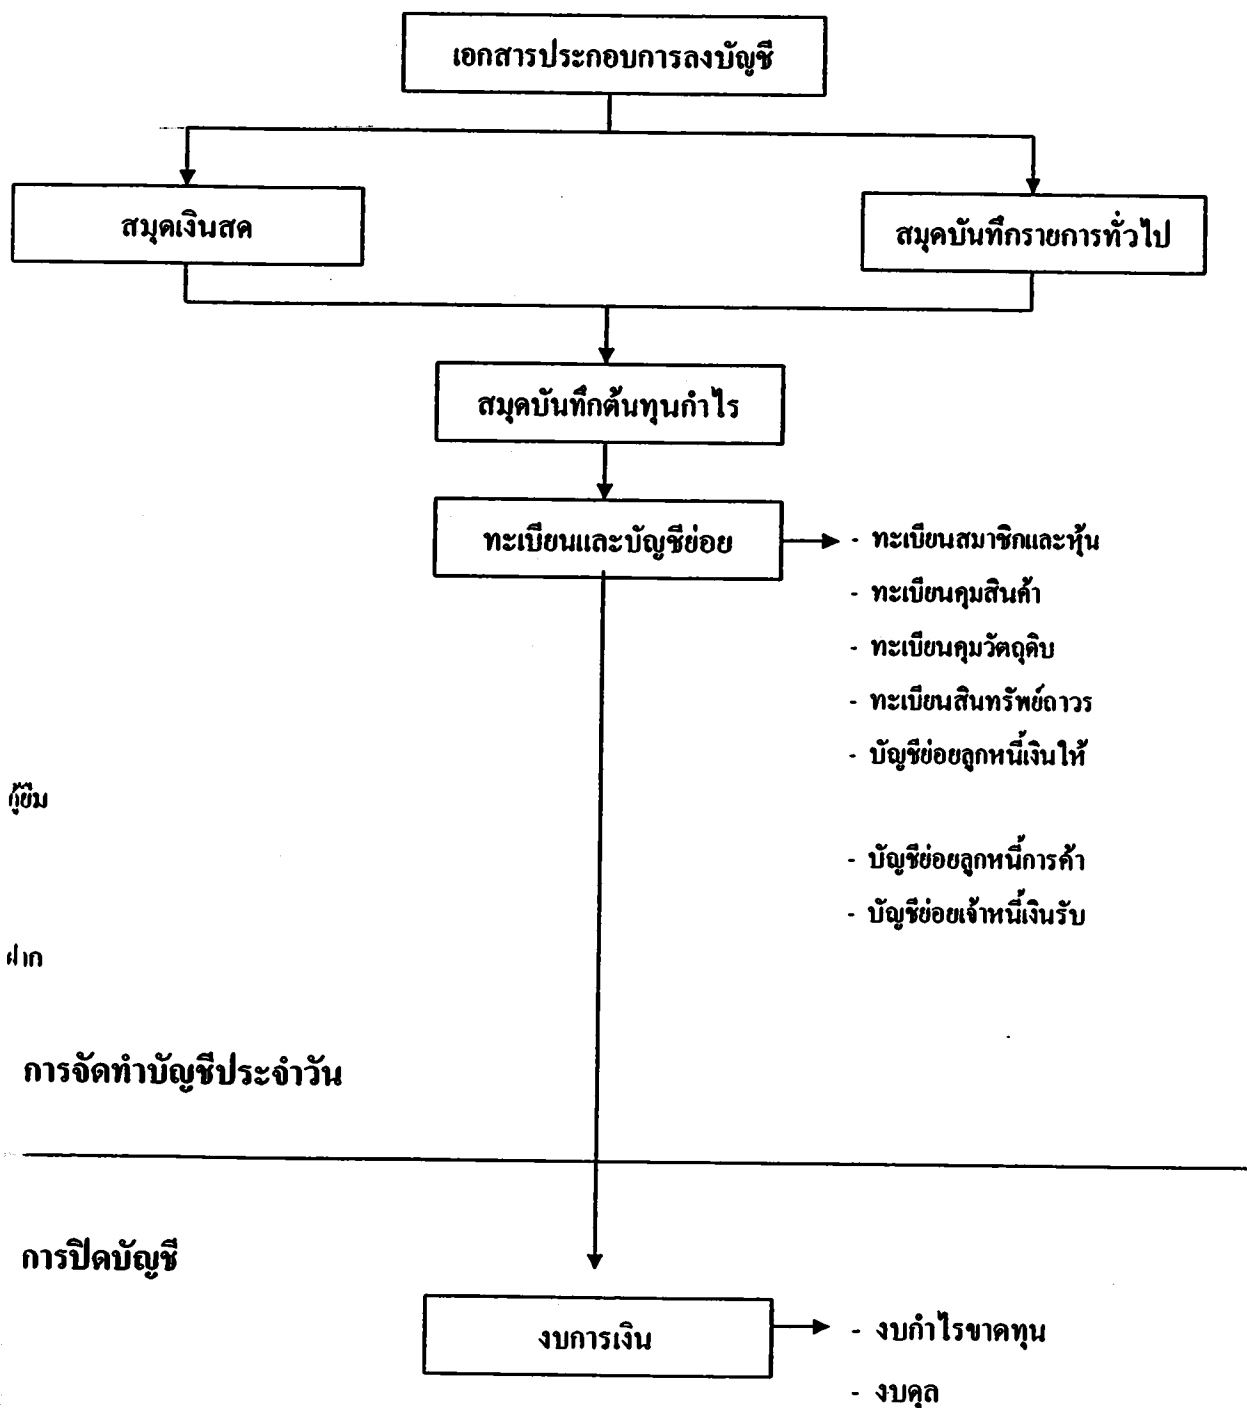 เอกสารประกอบการลงบัญชี
สมุดเงินสด
สมุดบันทึกรายการทั่วไป
สมุดบันทึกต้นทุนกำไร
ทะเบียนและบัญชีย่อย
- ทะเบียนสมาชิกและหุ้น
- ทะเบียนคุมสินค้า
- ทะเบียนคุมวัตถุดิบ
- ทะเบียนสินทรัพย์ถาวร
- บัญชีย่อยลูกหนี้เงินให้
กู้ยืม
- บัญชีย่อยลูกหนี้การค้า
- บัญชีย่อยเจ้าหนี้เงินรับ
ฝาก
การจัดทำบัญชีประจำวัน
การปิดบัญชี
งบการเงิน
- งบกำไรขาดทุน
- งบดุล